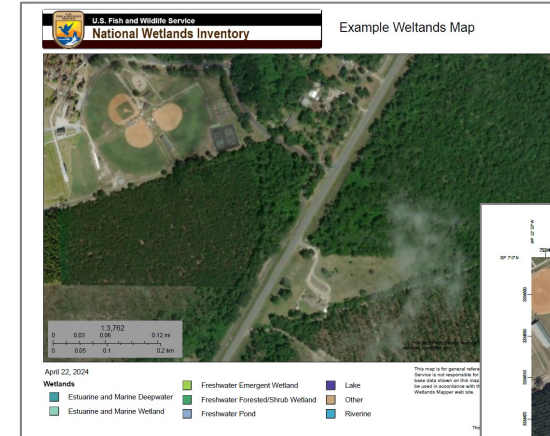 U.S. Fish and Wildlife Service
National Wetlands Inventory
Example Weltands Map
1:3,762
0 0.03 0.06 0.12 mi
0 0.05 0.1 0.2 km
April 22, 2024
Wetlands
Estuarine and Marine Deepwater
Estuarine and Marine Wetland
Freshwater Emergent Wetland
Freshwater Forested/Shrub Wetland
Freshwater Pond
Lake
Other
Riverine
This map is for general refere
Service is not responsible for
base data shown on this map
be used in accordance with th
Wetlands Mapper web site.